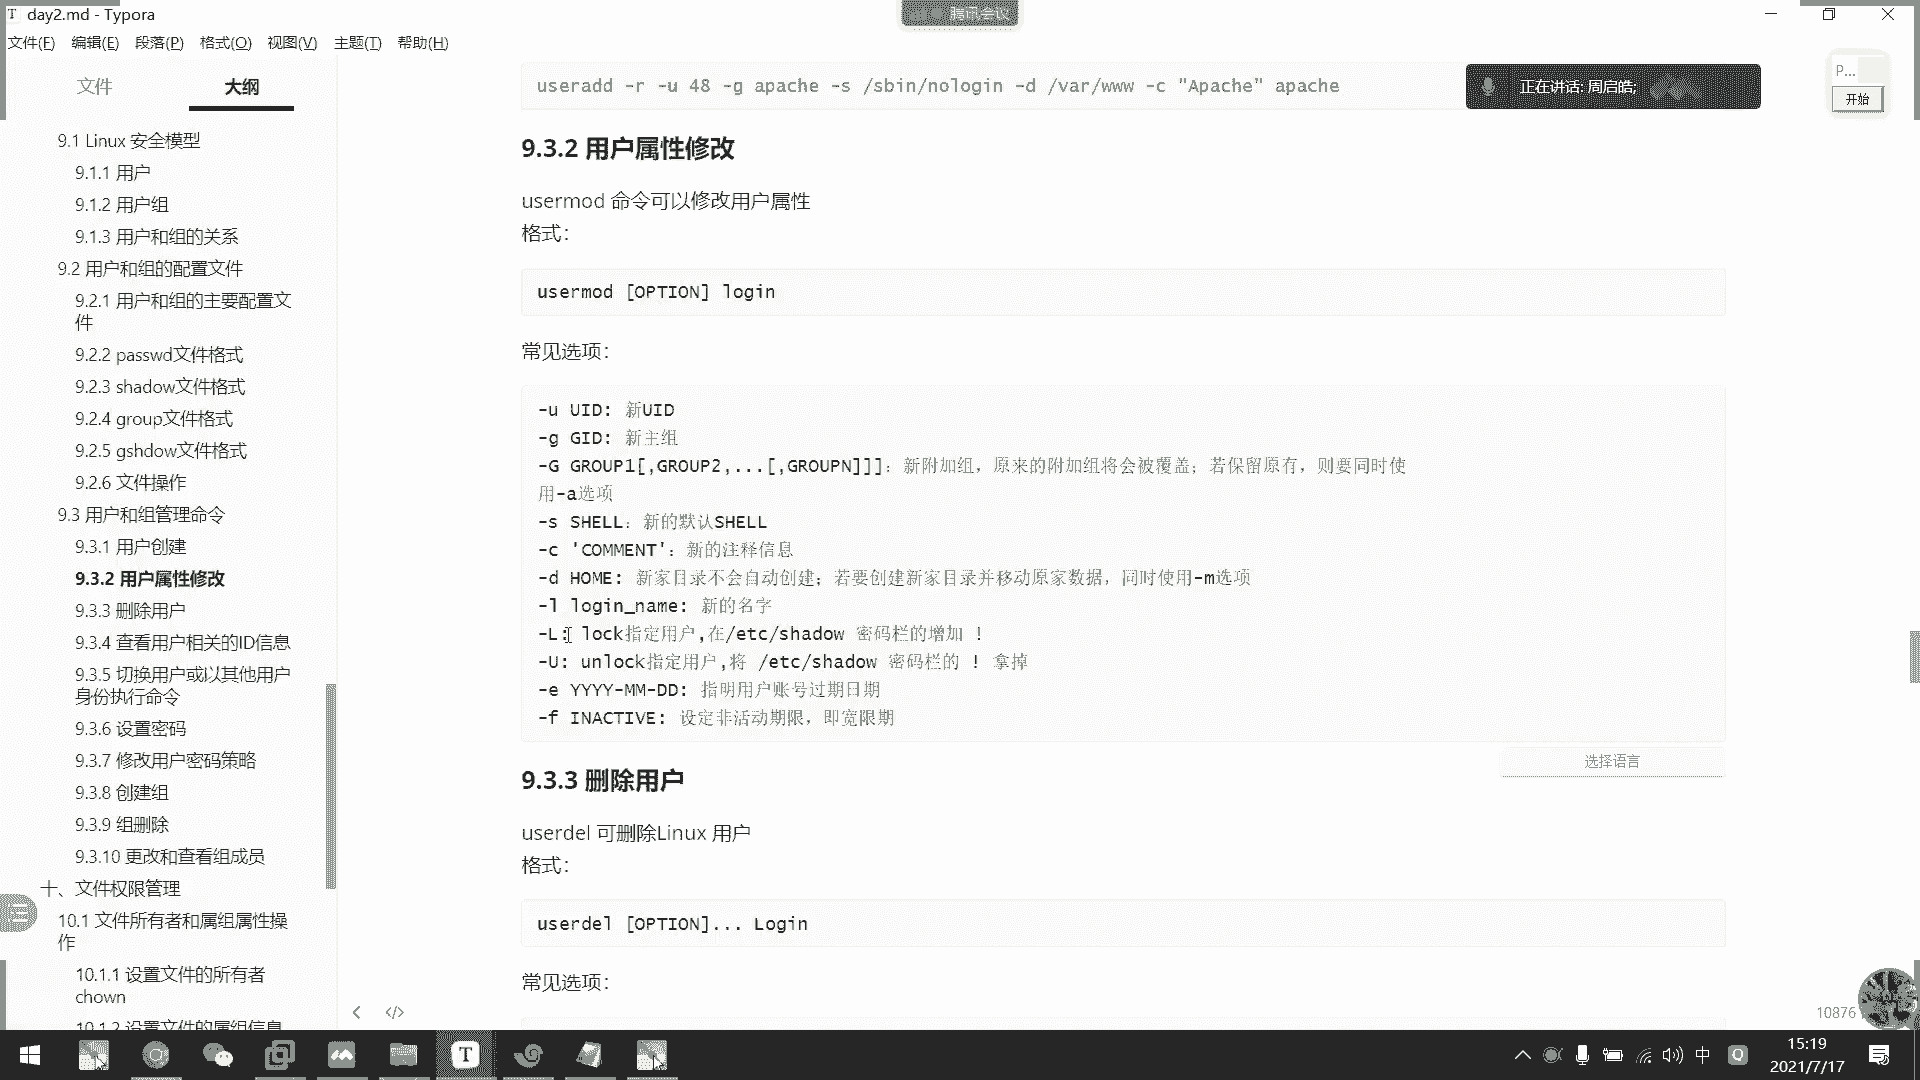 T day2.md - Typora
腾讯会议
文件(F) 编辑(E) 段落(P) 格式(O) 视图(V) 主题(T) 帮助(H)
文件 大纲
9.1 Linux 安全模型
9.1.1 用户
9.1.2 用户组
9.1.3 用户和组的关系
9.2 用户和组的配置文件
9.2.1 用户和组的主要配置文
件
9.2.2 passwd文件格式
9.2.3 shadow文件格式
9.2.4 group文件格式
9.2.5 gshdow文件格式
9.2.6 文件操作
9.3 用户和组管理命令
9.3.1 用户创建
9.3.2 用户属性修改
9.3.3 删除用户
9.3.4 查看用户相关的ID信息
9.3.5 切换用户或以其他用户
身份执行命令
9.3.6 设置密码
9.3.7 修改用户密码策略
9.3.8 创建组
9.3.9 组删除
9.3.10 更改和查看组成员
十、文件权限管理
10.1 文件所有者和属组属性操
作
10.1.1 设置文件的所有者
chown
10.1.2 设置文件的属组信息
useradd -r -u 48 -g apache -s /sbin/nologin -d /var/www -c "Apache" apache
正在讲话: 周启皓;
P...
开始
9.3.2 用户属性修改
usermod 命令可以修改用户属性
格式：
usermod [OPTION] login
常见选项：
-u UID: 新UID
-g GID: 新主组
-G GROUP1[,GROUP2,...[,GROUPN]]]：新附加组，原来的附加组将会被覆盖；若保留原有，则要同时使
用-a选项
-s SHELL：新的默认SHELL
-c 'COMMENT'：新的注释信息
-d HOME: 新家目录不会自动创建；若要创建新家目录并移动原家数据，同时使用-m选项
-l login_name: 新的名字
-L: lock指定用户,在/etc/shadow 密码栏的增加 !
-U: unlock指定用户,将 /etc/shadow 密码栏的 ! 拿掉
-e YYYY-MM-DD: 指明用户账号过期日期
-f INACTIVE: 设定非活动期限，即宽限期
选择语言
9.3.3 删除用户
userdel 可删除Linux 用户
格式：
userdel [OPTION]... Login
常见选项：
</> 10876
中 15:19
2021/7/17